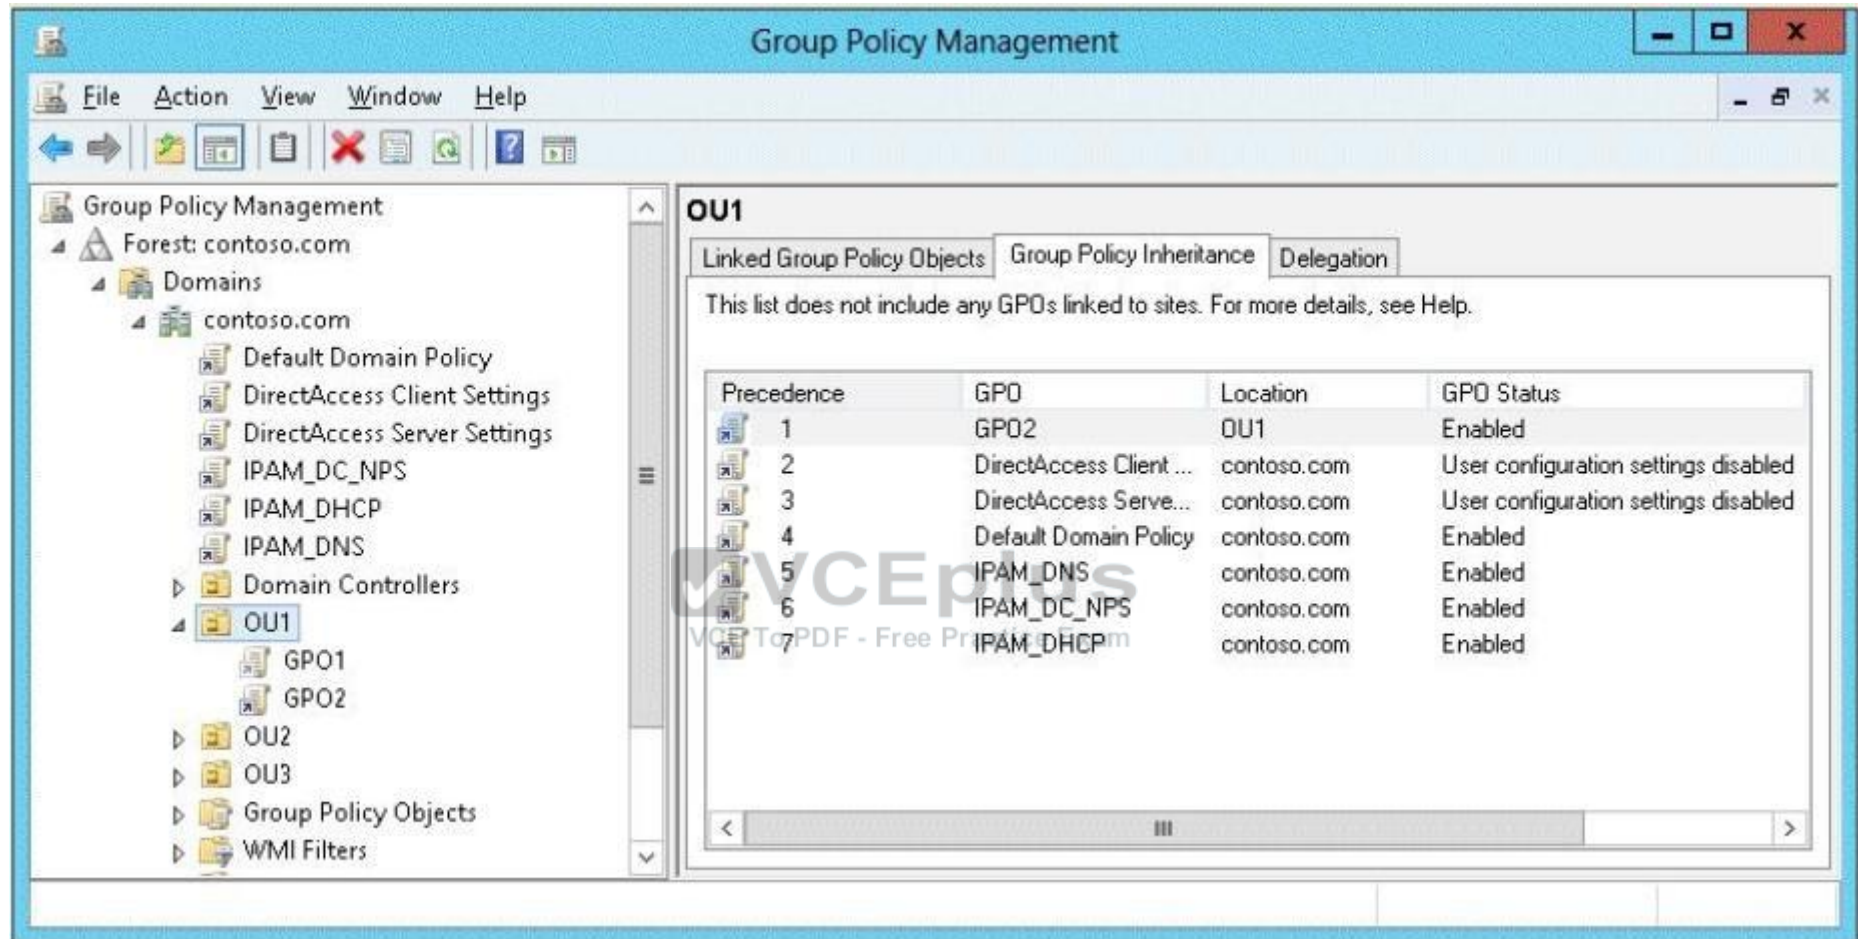 Group Policy Management
File Action View Window Help
Group Policy Management
Forest: contoso.com
Domains
contoso.com
Default Domain Policy
DirectAccess Client Settings
DirectAccess Server Settings
IPAM_DC_NPS
IPAM_DHCP
IPAM_DNS
Domain Controllers
OU1
GPO1
GPO2
OU2
OU3
Group Policy Objects
WMI Filters
OU1
Linked Group Policy Objects Group Policy Inheritance Delegation
This list does not include any GPOs linked to sites. For more details, see Help.
Precedence GPO Location GPO Status
1 GPO2 OU1 Enabled
2 DirectAccess Client ... contoso.com User configuration settings disabled
3 DirectAccess Serve... contoso.com User configuration settings disabled
4 Default Domain Policy contoso.com Enabled
5 IPAM_DNS contoso.com Enabled
6 IPAM_DC_NPS contoso.com Enabled
7 IPAM_DHCP contoso.com Enabled
VCEplus
VCE To PDF - Free Practice Exam